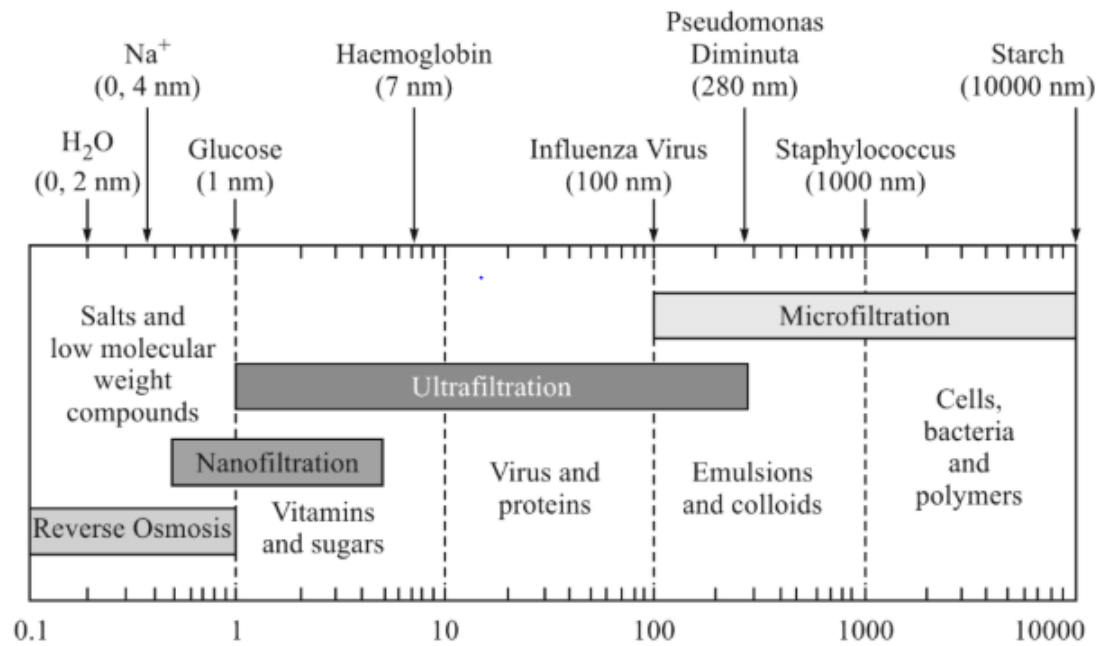 Pseudomonas
Diminuta
(280 nm)
Na+
(0, 4 nm)
Haemoglobin
(7 nm)
Starch
(10000 nm)
H2O
(0, 2 nm)
Glucose
(1 nm)
Influenza Virus
(100 nm)
Staphylococcus
(1000 nm)
Salts and
low molecular
weight
compounds
Microfiltration
Ultrafiltration
Nanofiltration
Reverse Osmosis
Vitamins
and sugars
Virus and
proteins
Emulsions
and colloids
Cells,
bacteria
and
polymers
0.1 1 10 100 1000 10000